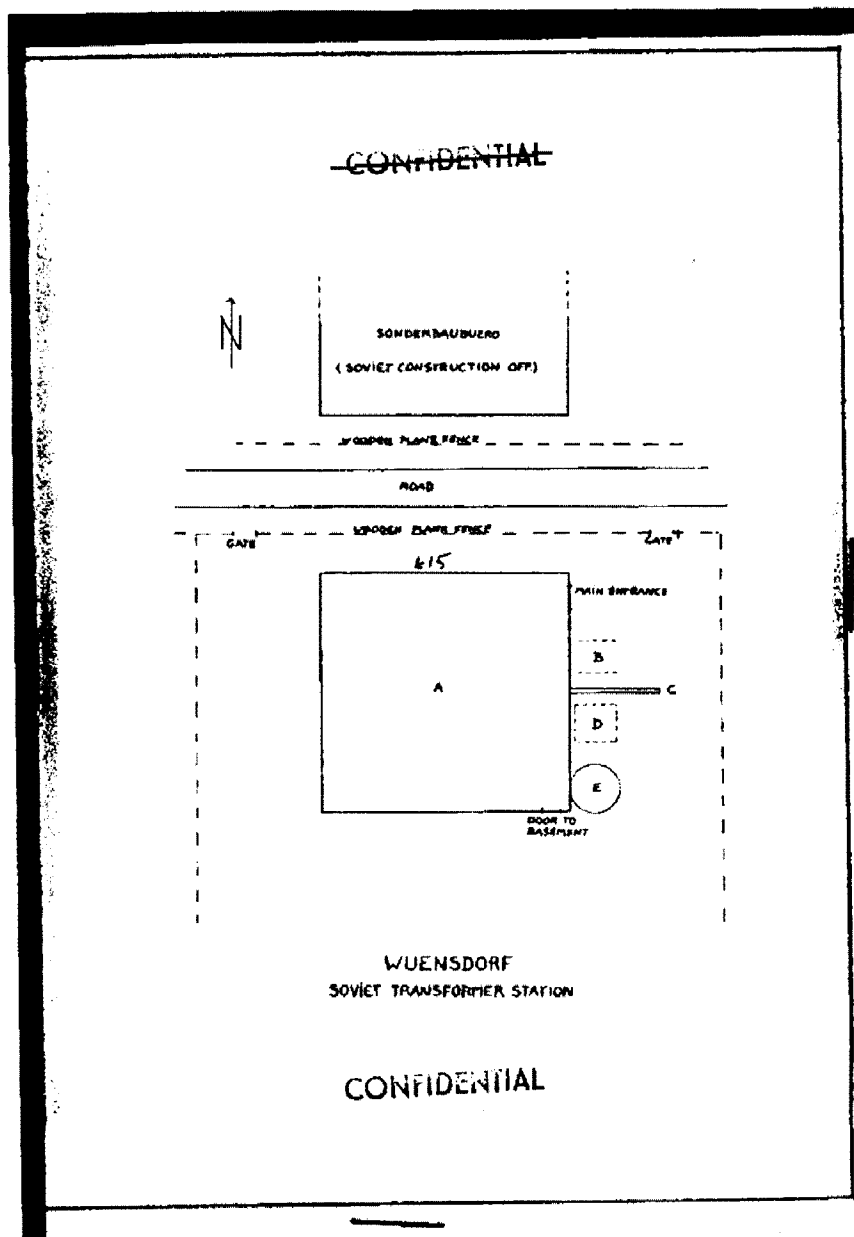 CONFIDENTIAL
N
SONDERBAUBUERO
(SOVIET CONSTRUCTION OFF.)
WOODEN PLANK FENCE
ROAD
WOODEN PLANK FENCE
GATE
GATE
MAIN ENTRANCE
B
A
C
D
E
DOOR TO
BASEMENT
WUENSDORF
SOVIET TRANSFORMER STATION
CONFIDENTIAL